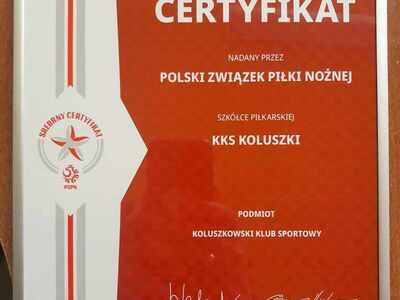 CERTYFIKAT
NADANY PRZEZ
POLSKI ZWIĄZEK PIŁKI NOŻNEJ
SREBRNY CERTYFIKAT
PZPN
SZKÓŁCE PIŁKARSKIEJ
KKS KOLUSZKI
PODMIOT
KOLUSZKOWSKI KLUB SPORTOWY